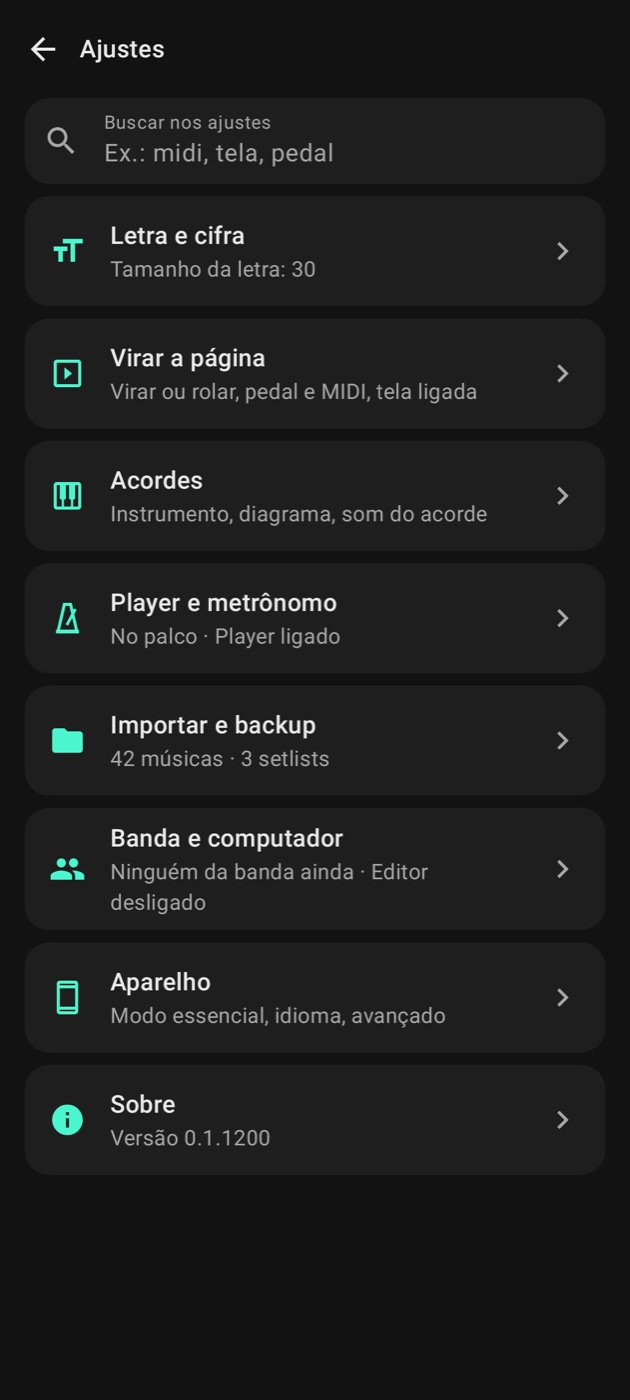 Ajustes
Buscar nos ajustes
Ex.: midi, tela, pedal
Letra e cifra
Tamanho da letra: 30
Virar a página
Virar ou rolar, pedal e MIDI, tela ligada
Acordes
Instrumento, diagrama, som do acorde
Player e metrônomo
No palco · Player ligado
Importar e backup
42 músicas · 3 setlists
Banda e computador
Ninguém da banda ainda · Editor
desligado
Aparelho
Modo essencial, idioma, avançado
Sobre
Versão 0.1.1200